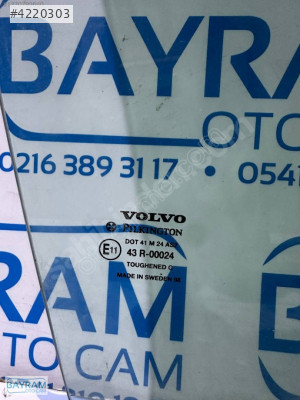 #4220303
BAYRAM
OTO
0216 389 31 17 • 0541
VOLVO
PILKINGTON
DOT 41 M 24 AS2
E11 43 R-00024
TOUGHENED
MADE IN SWEDEN
RAM
OTO CAM
BAYRAM